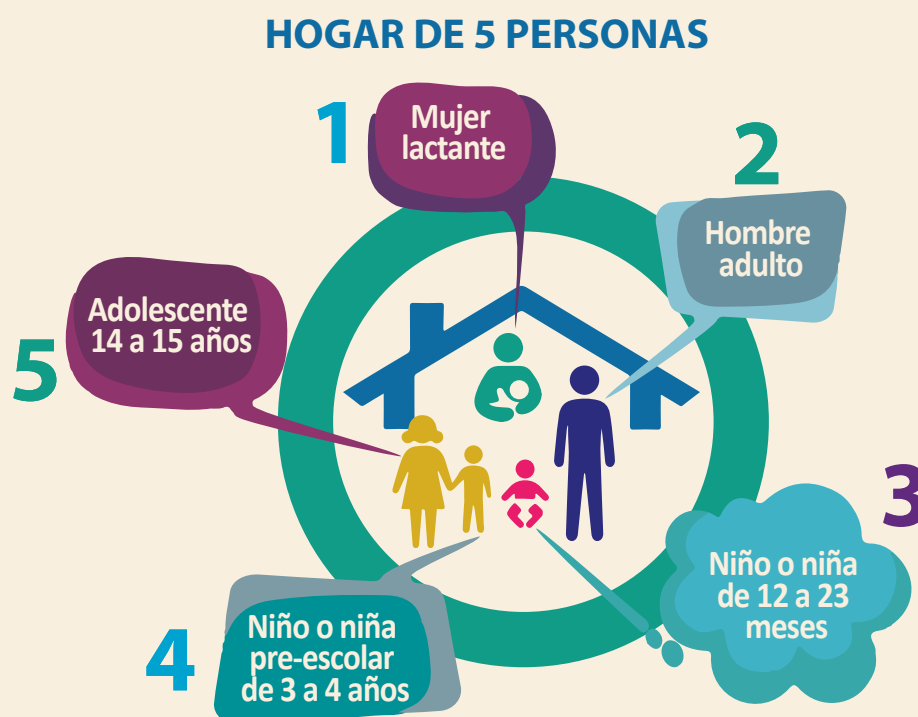 HOGAR DE 5 PERSONAS
1
Mujer
lactante
2
Hombre
adulto
3
Niño o niña
de 12 a 23
meses
4
Niño o niña
pre-escolar
de 3 a 4 años
5
Adolescente
14 a 15 años